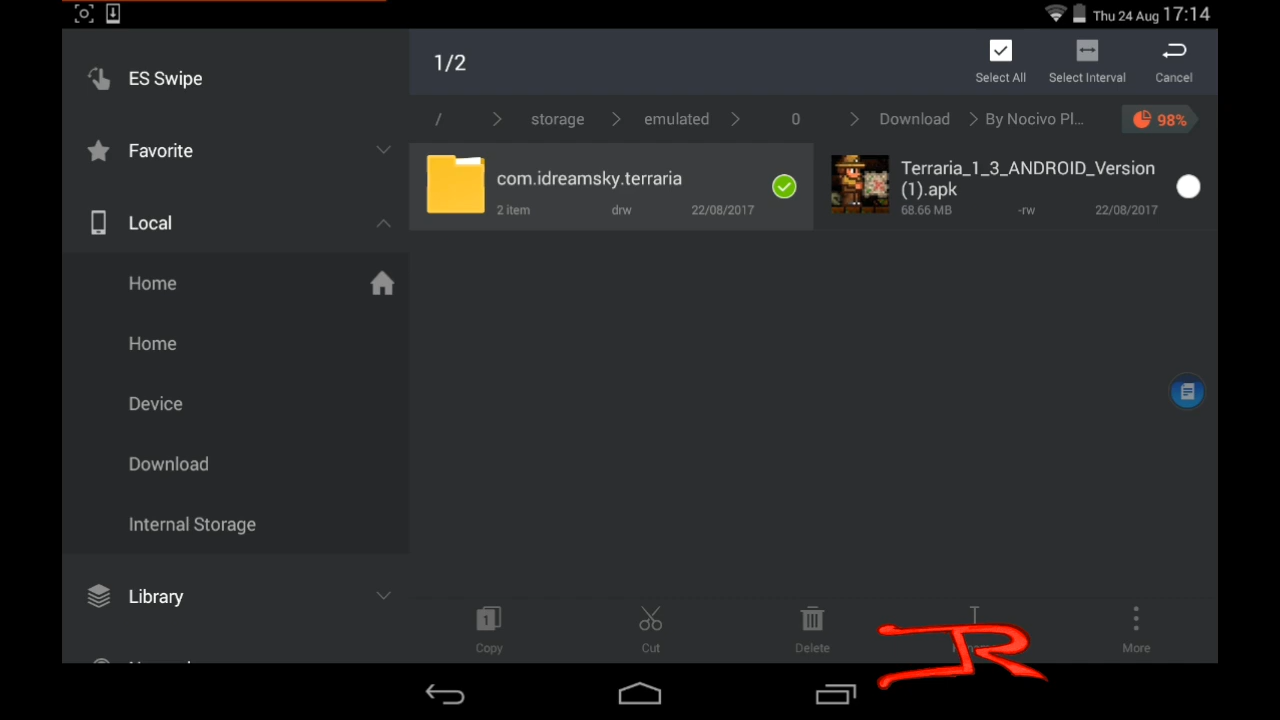 Thu 24 Aug 17:14
ES Swipe
Favorite
Local
Home
Home
Device
Download
Internal Storage
Library
1/2
Select All
Select Interval
Cancel
/ storage emulated 0 Download By Nocivo Pl... 98%
com.idreamsky.terraria
2 item drw 22/08/2017
Terraria_1_3_ANDROID_Version
(1).apk
68.66 MB -rw 22/08/2017
1
Copy
Cut
Delete
More
JR